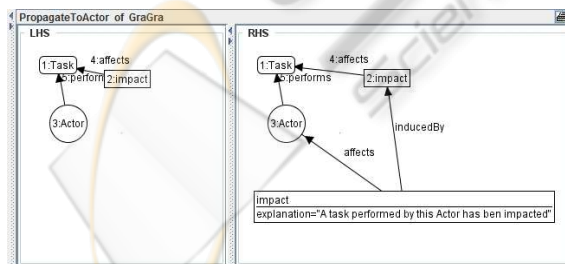 PropagateToActor of GraGra
LHS
1:Task
4:affects
5:performs
2:impact
3:Actor
RHS
1:Task
4:affects
5:performs
2:impact
3:Actor
inducedBy
affects
impact
explanation="A task performed by this Actor has ben impacted"